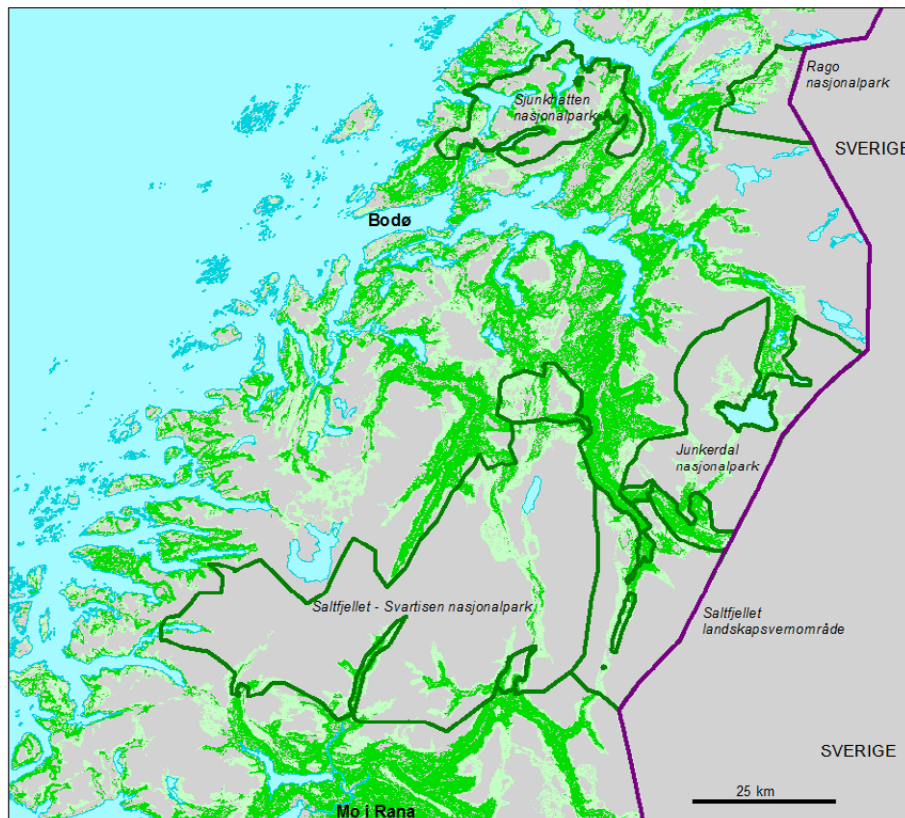 Rago
nasjonalpark
Sjunkhatten
nasjonalpark
SVERIGE
Bodø
Junkerdal
nasjonalpark
Saltfjellet - Svartisen nasjonalpark
Saltfjellet
landskapsvernområde
SVERIGE
25 km
Mo i Rana